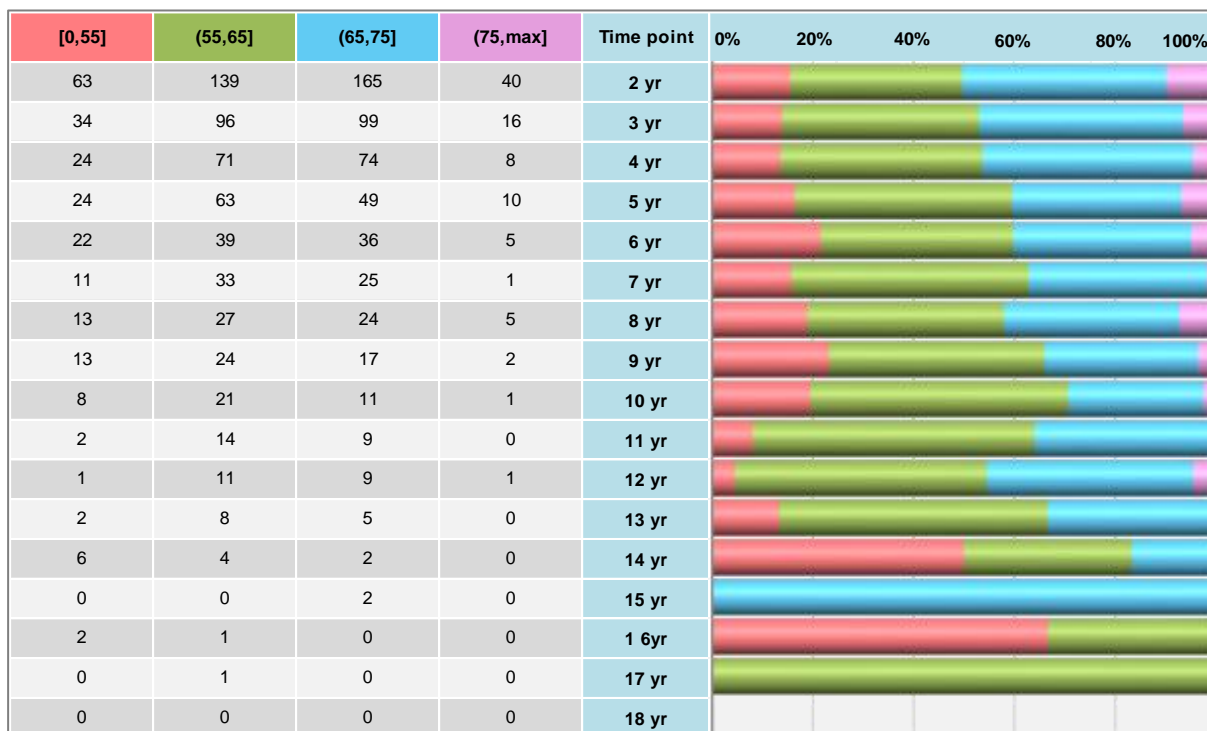 [0,55] (55,65] (65,75] (75,max] Time point 0% 20% 40% 60% 80% 100%
63 139 165 40 2 yr
34 96 99 16 3 yr
24 71 74 8 4 yr
24 63 49 10 5 yr
22 39 36 5 6 yr
11 33 25 1 7 yr
13 27 24 5 8 yr
13 24 17 2 9 yr
8 21 11 1 10 yr
2 14 9 0 11 yr
1 11 9 1 12 yr
2 8 5 0 13 yr
6 4 2 0 14 yr
0 0 2 0 15 yr
2 1 0 0 1 6yr
0 1 0 0 17 yr
0 0 0 0 18 yr